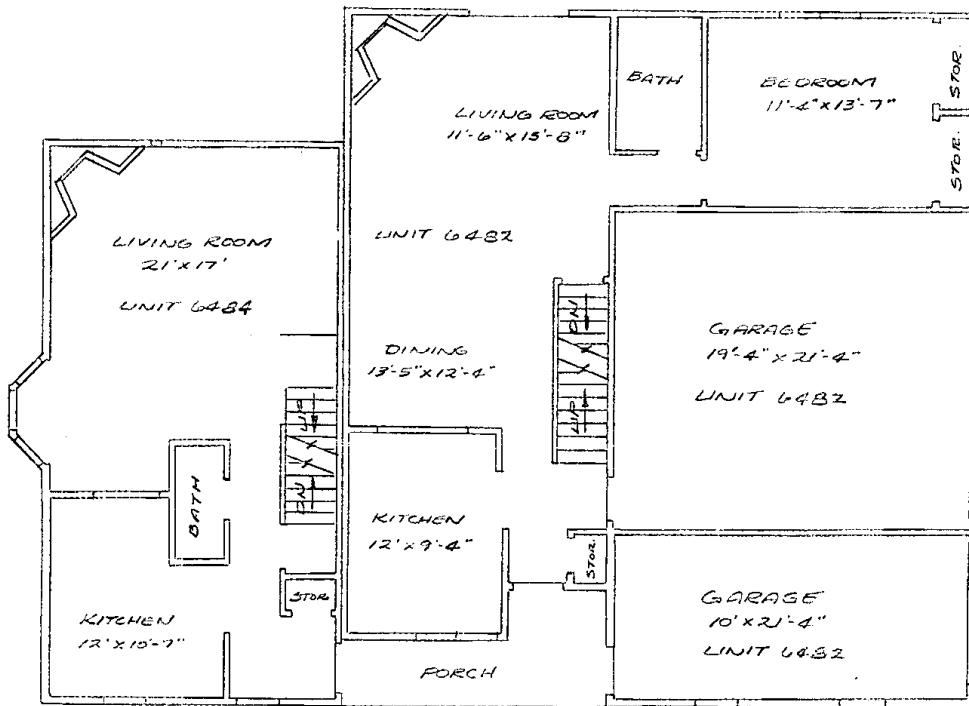 LIVING ROOM
21'x17'
UNIT 6484
UP
DN
BATH
KITCHEN
12'x10'-7"
STOR
LIVING ROOM
11'-6"x15'-8"
UNIT 6482
DINING
13'-5"x12'-4"
DN
UP
KITCHEN
12'x9'-4"
STOR.
PORCH
BATH
BEDROOM
11'-4"x13'-7"
STOR.
STOR.
GARAGE
19'-4"x21'-4"
UNIT 6482
GARAGE
10'x21'-4"
UNIT 6482